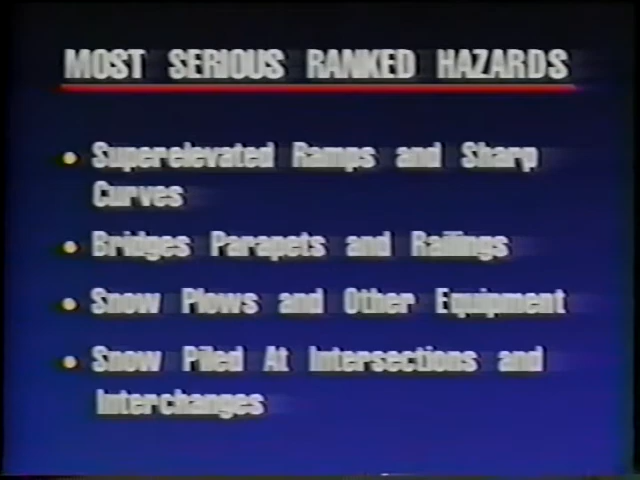 MOST SERIOUS RANKED HAZARDS
• Superelevated Ramps and Sharp
Curves
• Bridges Parapets and Railings
• Snow Plows and Other Equipment
• Snow Piled At Intersections and
Interchanges